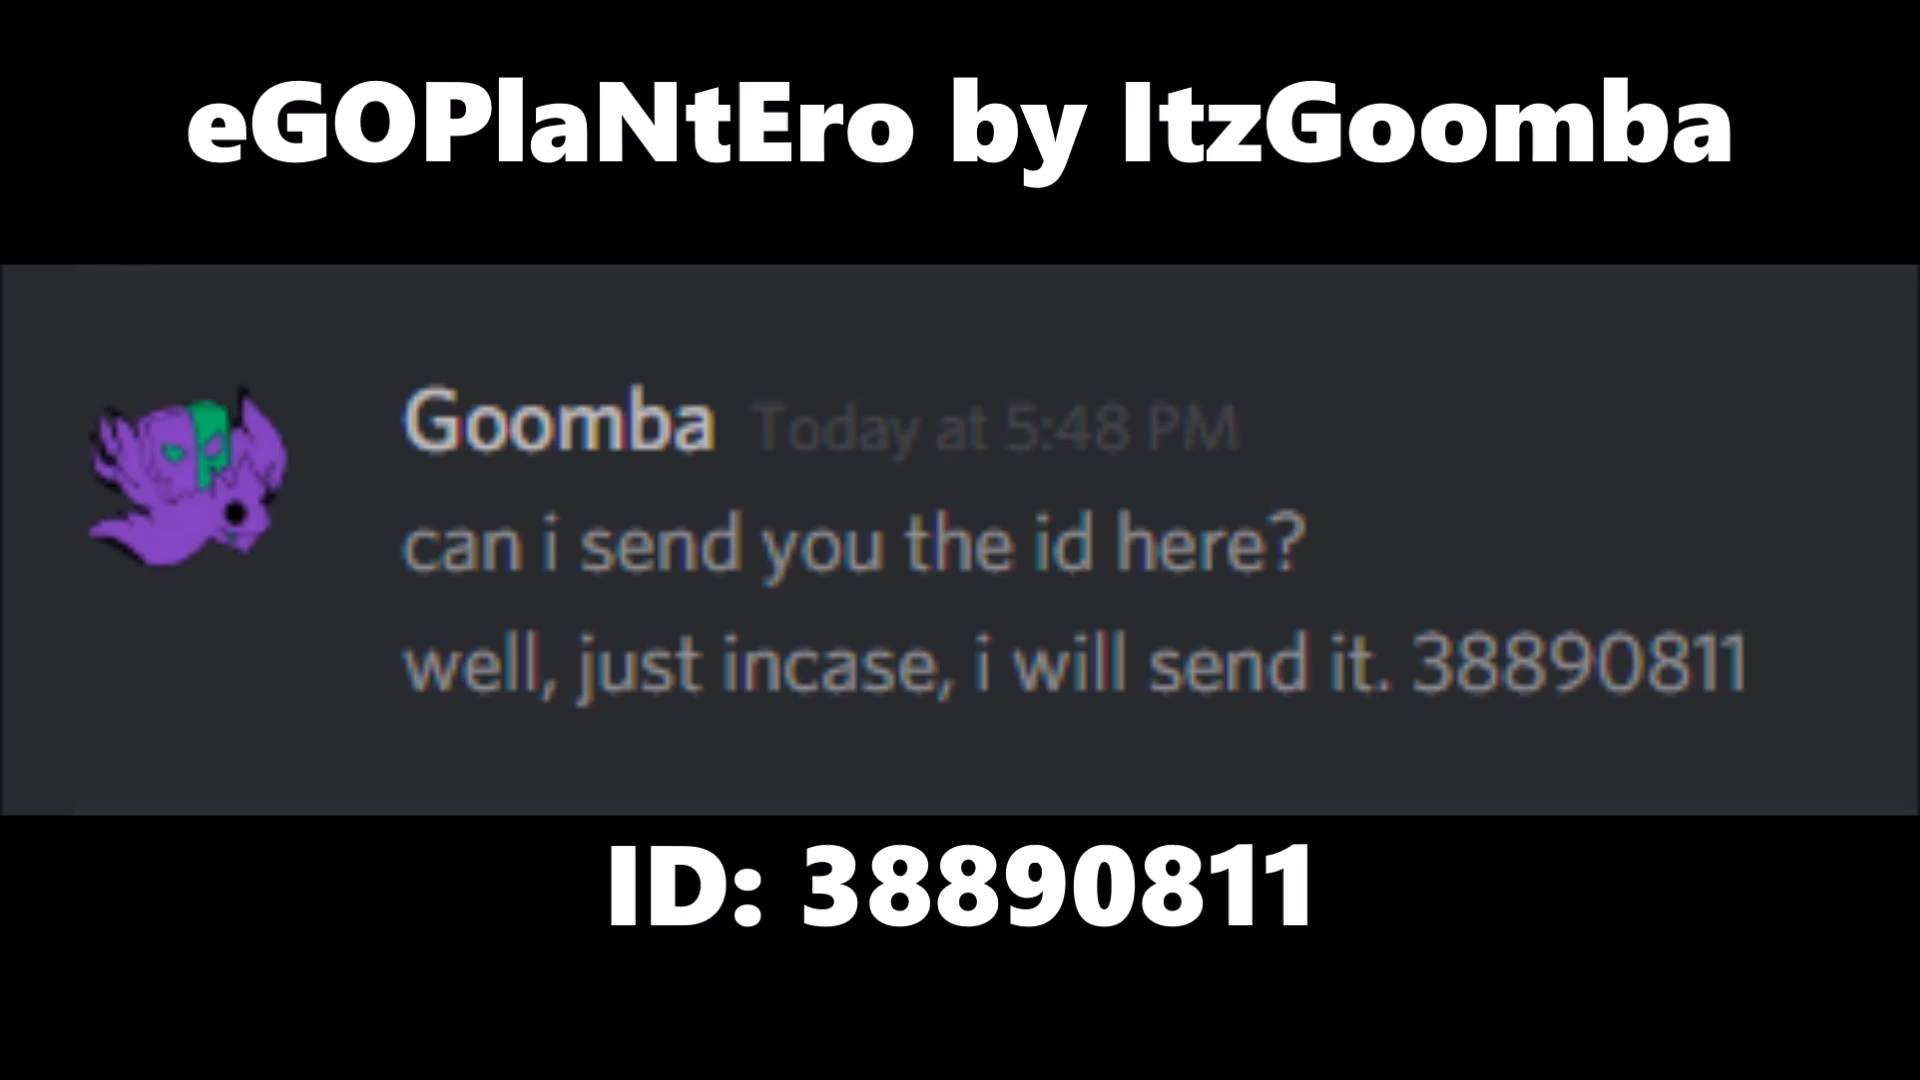 eGOPlaNtEro by ItzGoomba
Goomba Today at 5:48 PM
can i send you the id here?
well, just incase, i will send it. 38890811
ID: 38890811